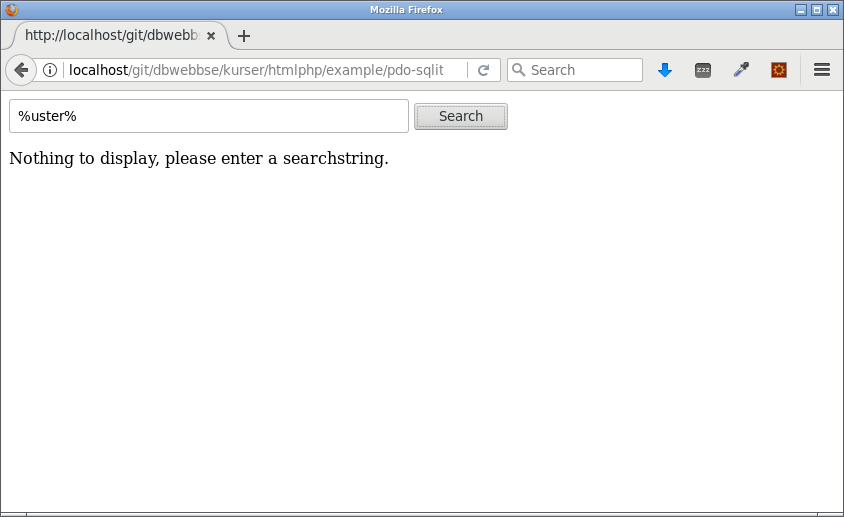 Mozilla Firefox
http://localhost/git/dbwebb
localhost/git/dbwebbse/kurser/htmlphp/example/pdo-sqlit
Search
zzz
%uster%
Search
Nothing to display, please enter a searchstring.